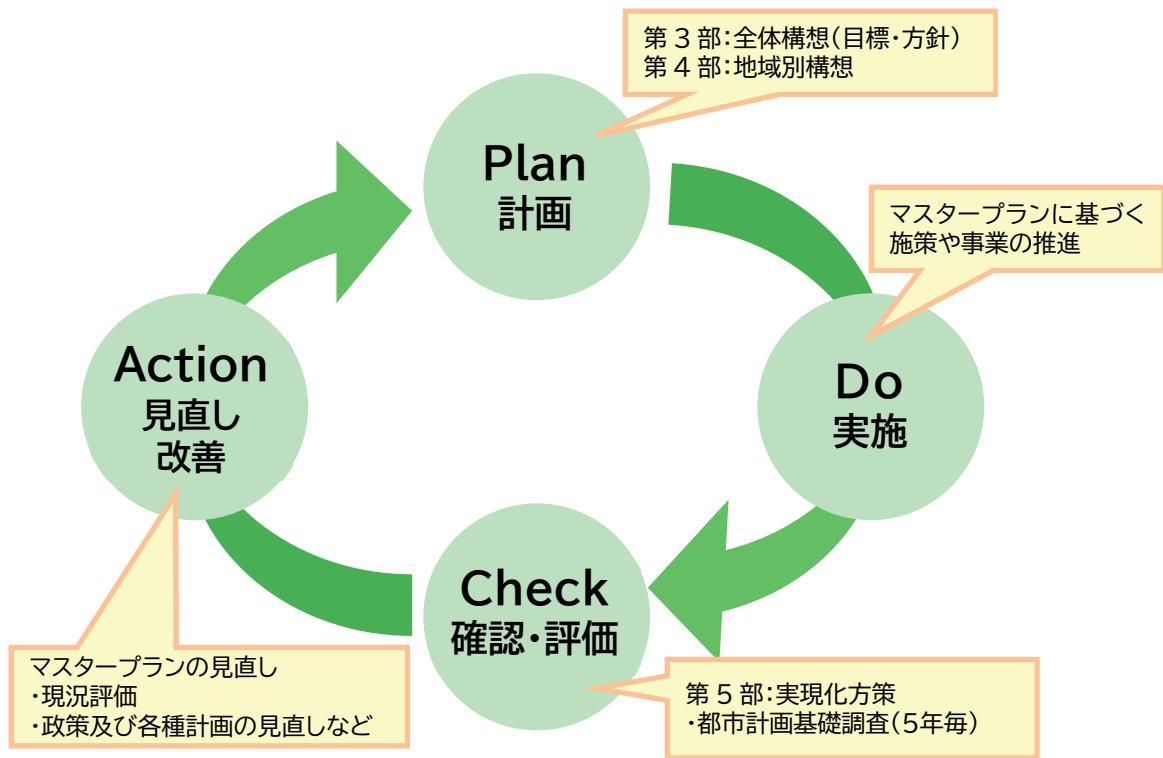 第３部：全体構想（目標・方針）
第４部：地域別構想
Plan
計画
マスタープランに基づく
施策や事業の推進
Do
実施
Check
確認・評価
第５部：実現化方策
・都市計画基礎調査（５年毎）
Action
見直し
改善
マスタープランの見直し
・現況評価
・政策及び各種計画の見直しなど